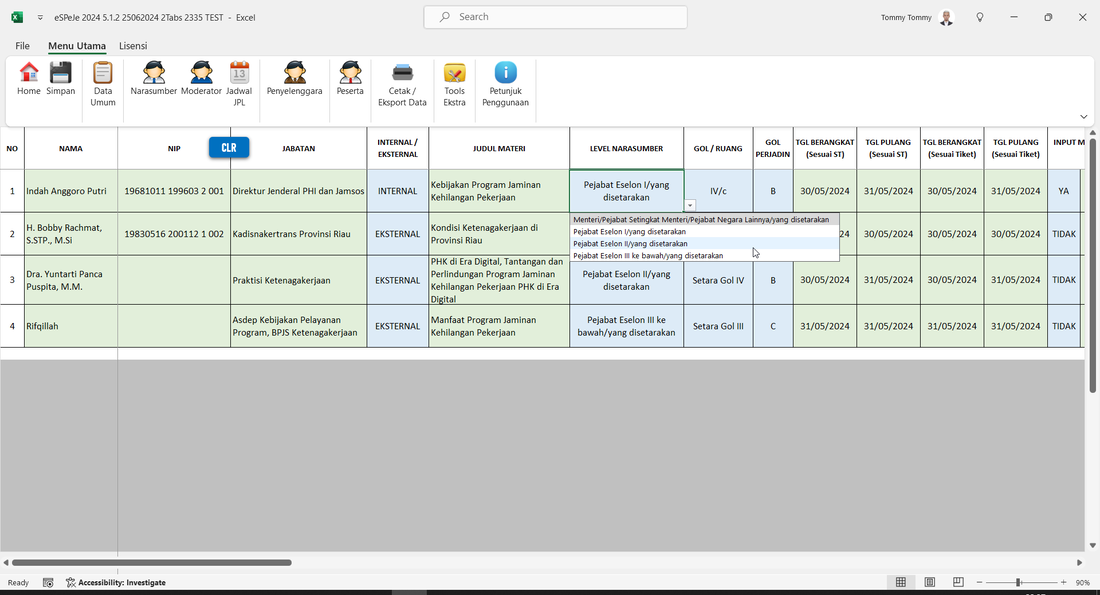 eSPeJe 2024 5.1.2 25062024 2Tabs 2335 TEST - Excel
Search
Tommy Tommy
File Menu Utama Lisensi
Home
Simpan
Data
Umum
Narasumber
Moderator
13
Jadwal
JPL
Penyelenggara
Peserta
Cetak /
Eksport Data
Tools
Ekstra
Petunjuk
Penggunaan
NO
NAMA
NIP
CLR
JABATAN
INTERNAL /
EKSTERNAL
JUDUL MATERI
LEVEL NARASUMBER
GOL / RUANG
GOL
PERJADIN
TGL BERANGKAT
(Sesuai ST)
TGL PULANG
(Sesuai ST)
TGL BERANGKAT
(Sesuai Tiket)
TGL PULANG
(Sesuai Tiket)
INPUT M
1
Indah Anggoro Putri
19681011 199603 2 001
Direktur Jenderal PHI dan Jamsos
INTERNAL
Kebijakan Program Jaminan
Kehilangan Pekerjaan
Pejabat Eselon I/yang
disetarakan
IV/c
B
30/05/2024
31/05/2024
30/05/2024
31/05/2024
YA
Menteri/Pejabat Setingkat Menteri/Pejabat Negara Lainnya/yang disetarakan
Pejabat Eselon I/yang disetarakan
Pejabat Eselon II/yang disetarakan
Pejabat Eselon III ke bawah/yang disetarakan
2
H. Bobby Rachmat,
S.STP., M.Si
19830516 200112 1 002
Kadisnakertrans Provinsi Riau
EKSTERNAL
Kondisi Ketenagakerjaan di
Provinsi Riau
24
30/05/2024
30/05/2024
30/05/2024
TIDAK
3
Dra. Yuntarti Panca
Puspita, M.M.
Praktisi Ketenagakerjaan
EKSTERNAL
PHK di Era Digital, Tantangan dan
Perlindungan Program Jaminan
Kehilangan Pekerjaan PHK di Era
Digital
Pejabat Eselon II/yang
disetarakan
Setara Gol IV
B
30/05/2024
31/05/2024
30/05/2024
31/05/2024
TIDAK
4
Rifqillah
Asdep Kebijakan Pelayanan
Program, BPJS Ketenagakerjaan
EKSTERNAL
Manfaat Program Jaminan
Kehilangan Pekerjaan
Pejabat Eselon III ke
bawah/yang disetarakan
Setara Gol III
C
31/05/2024
31/05/2024
31/05/2024
31/05/2024
TIDAK
Ready
Accessibility: Investigate
90%